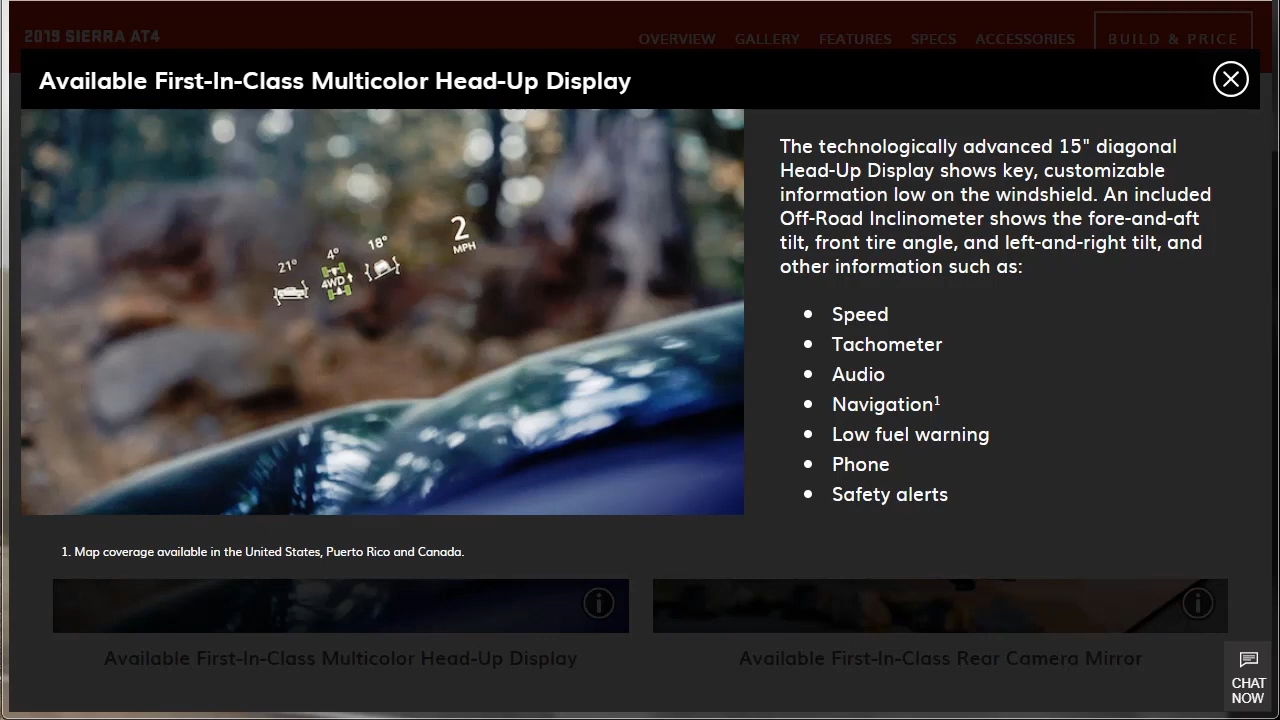 2019 SIERRA AT4
OVERVIEW GALLERY FEATURES SPECS ACCESSORIES BUILD & PRICE
Available First-In-Class Multicolor Head-Up Display
The technologically advanced 15" diagonal
Head-Up Display shows key, customizable
information low on the windshield. An included
Off-Road Inclinometer shows the fore-and-aft
tilt, front tire angle, and left-and-right tilt, and
other information such as:
• Speed
• Tachometer
• Audio
• Navigation¹
• Low fuel warning
• Phone
• Safety alerts
21° 4° 18° 2
4WD MPH
1. Map coverage available in the United States, Puerto Rico and Canada.
Available First-In-Class Multicolor Head-Up Display
Available First-In-Class Rear Camera Mirror
CHAT
NOW